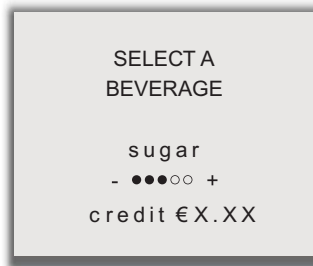 SELECT A
BEVERAGE
sugar
- ●●●○○ +
credit €X.XX